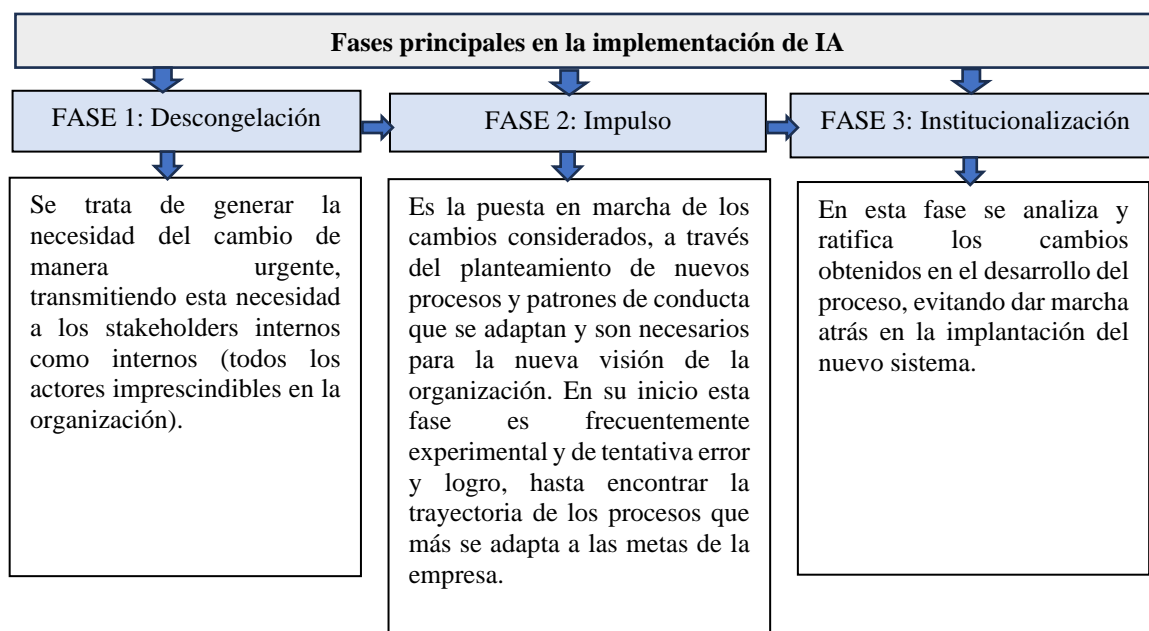 Fases principales en la implementación de IA
FASE 1: Descongelación
FASE 2: Impulso
FASE 3: Institucionalización
Se trata de generar la
necesidad del cambio de
manera urgente,
transmitiendo esta necesidad
a los stakeholders internos
como internos (todos los
actores imprescindibles en la
organización).
Es la puesta en marcha de los
cambios considerados, a través
del planteamiento de nuevos
procesos y patrones de conducta
que se adaptan y son necesarios
para la nueva visión de la
organización. En su inicio esta
fase es frecuentemente
experimental y de tentativa error
y logro, hasta encontrar la
trayectoria de los procesos que
más se adapta a las metas de la
empresa.
En esta fase se analiza y
ratifica los cambios
obtenidos en el desarrollo del
proceso, evitando dar marcha
atrás en la implantación del
nuevo sistema.